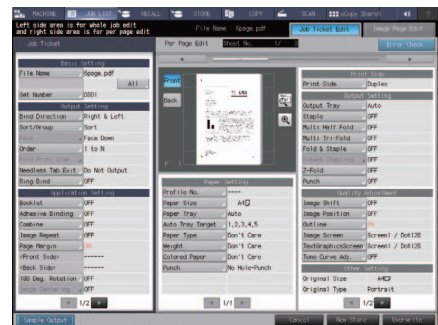 MACHINE
JOB LIST
RECALL
STORE
COPY
SCAN
Left side area is for whole job edit
and right side area is for per page edit
File Name 6page.pdf
Job Ticket Edit
Image Page Edit
Job Ticket
Per Page Edit
Sheet No. 1/
Error Check
Basic Setting
File Name 6page.pdf
All
Set Number 0001
Output Setting
Bind Direction Right & Left
Sort/Group Sort
Face Face Down
Order 1 to N
Needless Tab Exit Do Not Output
Ring Bind OFF
Application Setting
Booklet OFF
Adhesive Binding OFF
Combine OFF
Image Repeat OFF
Page Margin
<Front Side> ------
<Back Side> ------
180 Deg. Rotation OFF
Image Centering OFF
1/2
Front
Back
P 1
Paper Setting
Profile No. ----
Paper Size A4
Paper Tray Auto
Auto Tray Target 1,2,3,4,5
Paper Type Don't Care
Weight Don't Care
Colored Paper Don't Care
Punch No Hole-Punch
1/1
Print Side
Print Side Duplex
Output Setting
Output Tray Auto
Staple OFF
Multi Half Fold OFF
Multi Tri-Fold OFF
Fold & Staple OFF
Z-Fold OFF
Punch OFF
Quality Adjustment
Image Shift OFF
Image Position OFF
Outline
Image Screen Screen1 / Dot120
TextGraphicsScreen Screen1 / Dot120
Tone Curve Adj. OFF
Other Setting
Original Size A4
Original Type Portrait
1/2
Sample Output
Cancel
New Store
Overwrite